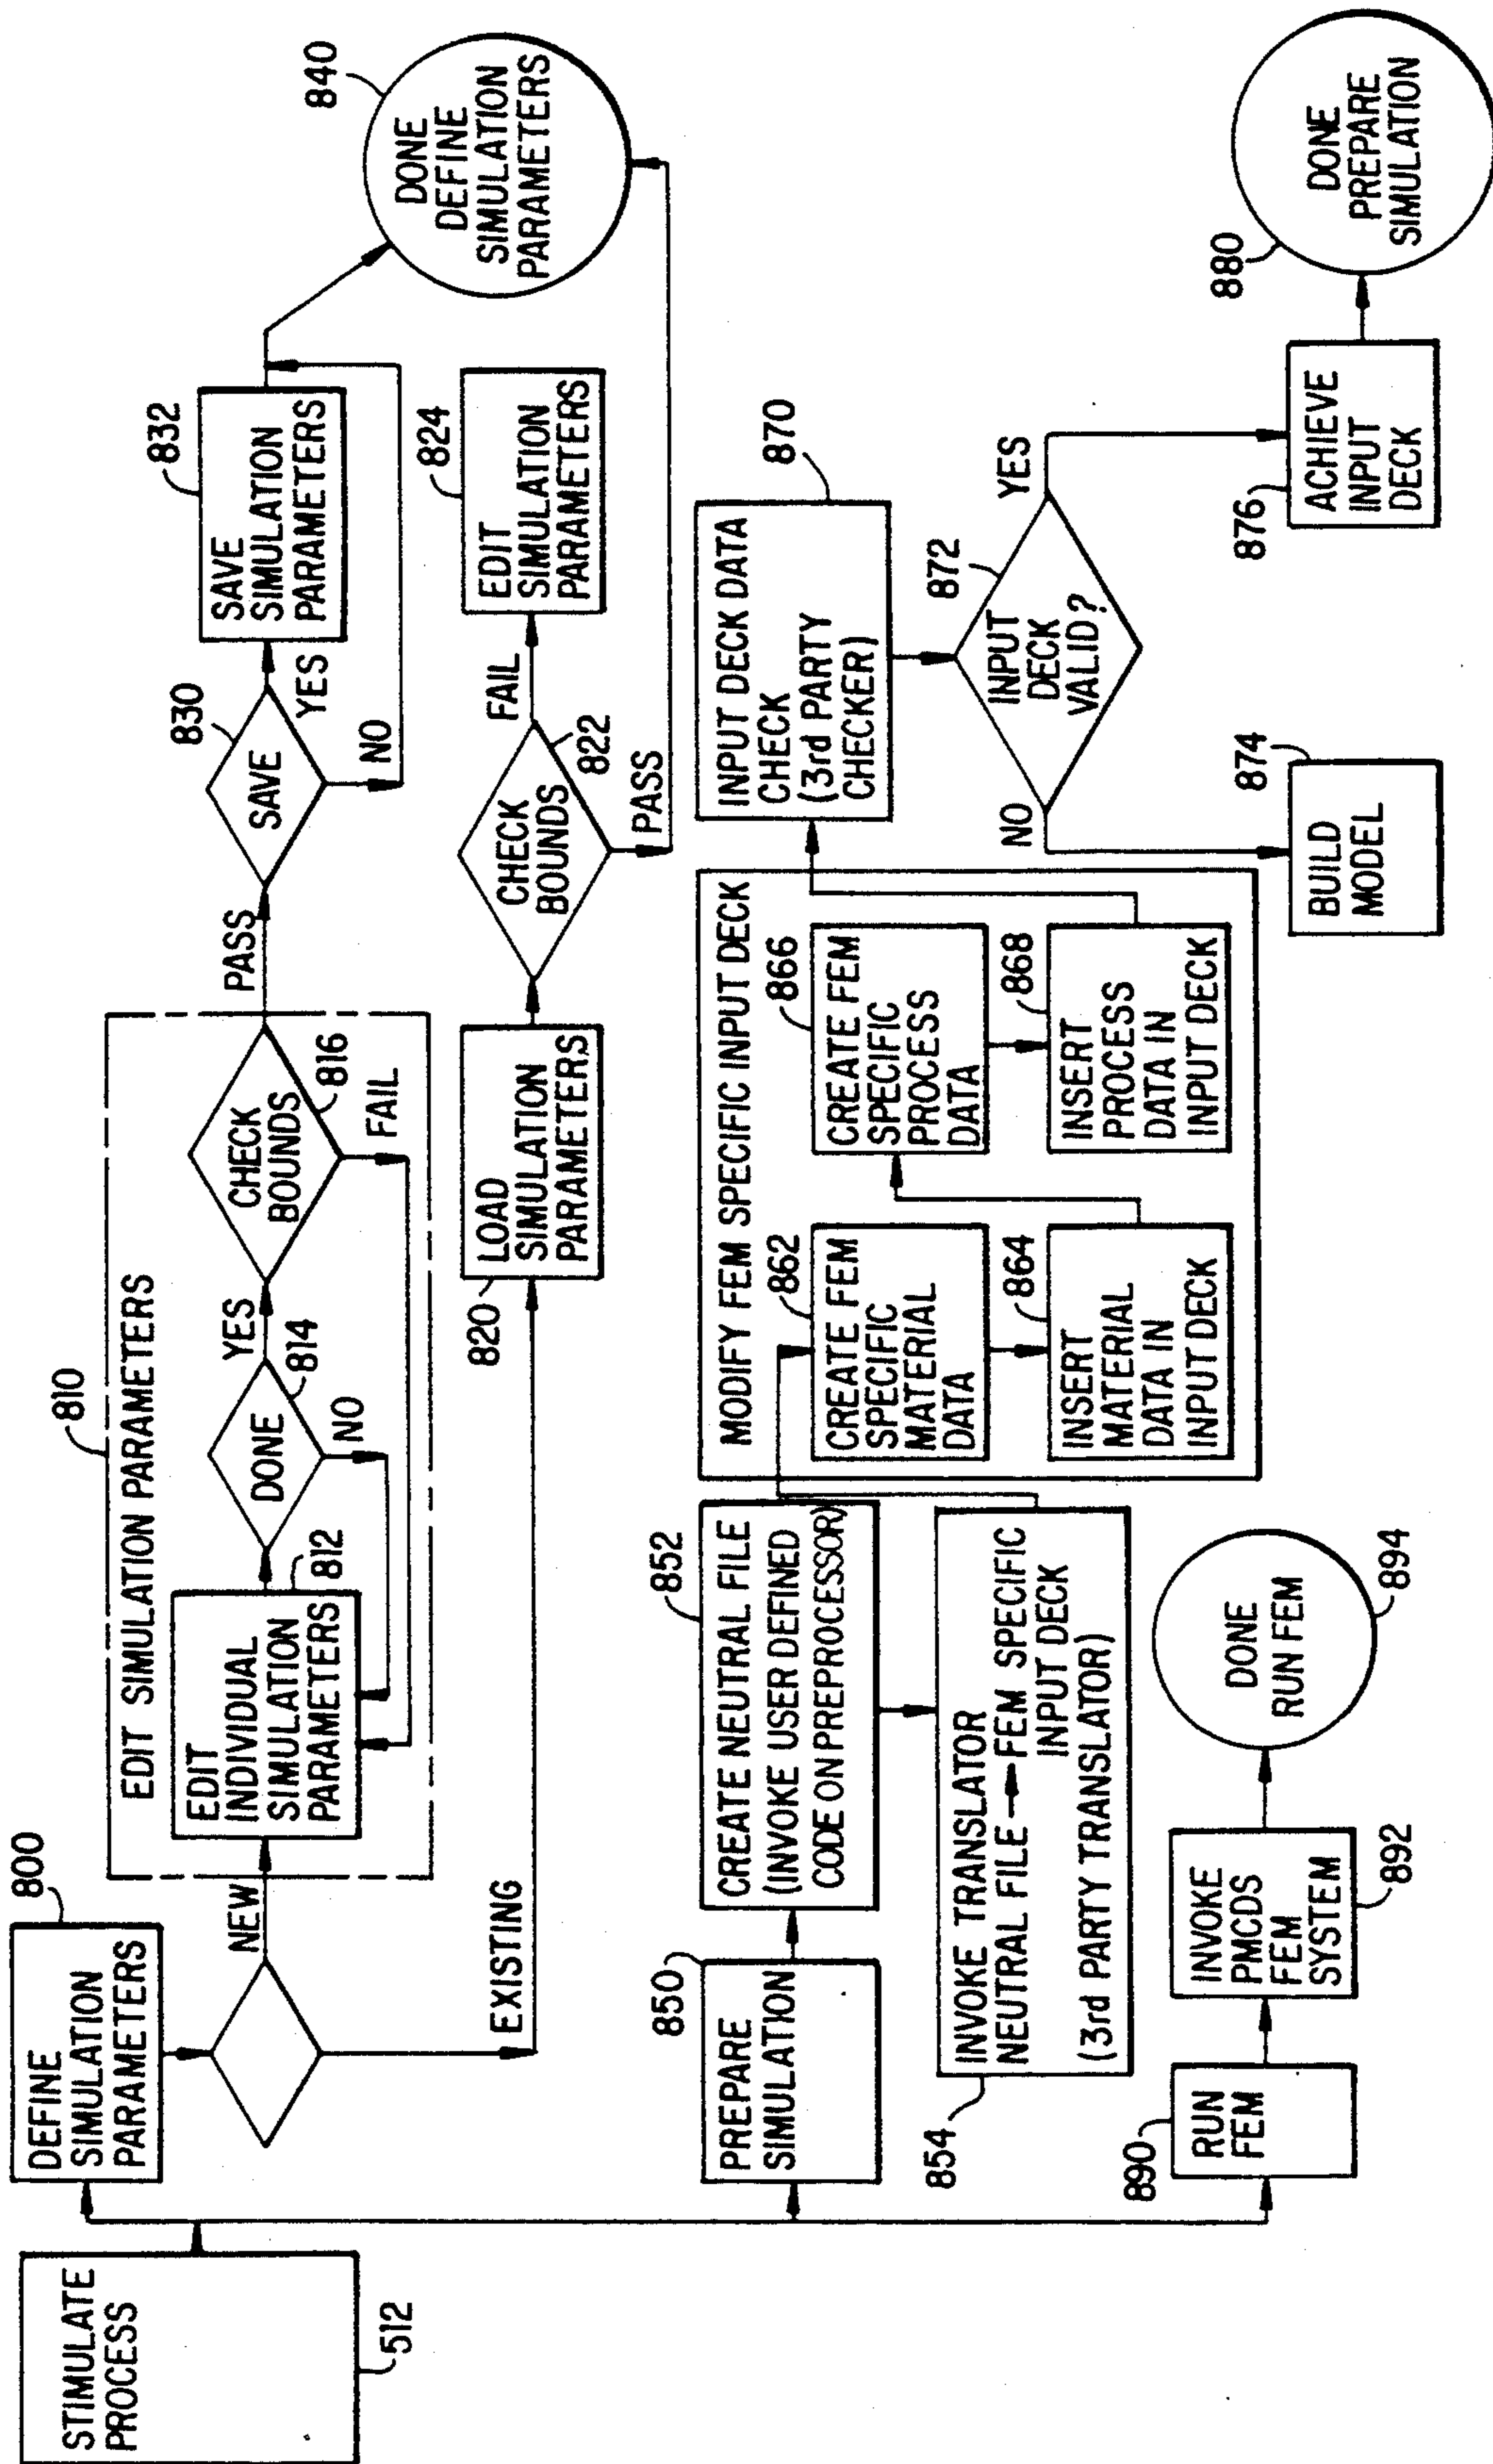 STIMULATE
PROCESS
512
800
DEFINE
SIMULATION
PARAMETERS
NEW
EXISTING
810
EDIT SIMULATION PARAMETERS
EDIT
INDIVIDUAL
SIMULATION
PARAMETERS
812
DONE
814
YES
NO
CHECK
BOUNDS
816
FAIL
PASS
SAVE
830
YES
NO
SAVE
SIMULATION
PARAMETERS
832
DONE
DEFINE
SIMULATION
PARAMETERS
840
820
LOAD
SIMULATION
PARAMETERS
CHECK
BOUNDS
822
FAIL
PASS
EDIT
SIMULATION
PARAMETERS
824
850
PREPARE
SIMULATION
852
CREATE NEUTRAL FILE
(INVOKE USER DEFINED
CODE ON PREPROCESSOR)
854
INVOKE TRANSLATOR
NEUTRAL FILE → FEM SPECIFIC
INPUT DECK
(3rd PARTY TRANSLATOR)
MODIFY FEM SPECIFIC INPUT DECK
862
CREATE FEM
SPECIFIC
MATERIAL
DATA
864
INSERT
MATERIAL
DATA IN
INPUT DECK
866
CREATE FEM
SPECIFIC
PROCESS
DATA
868
INSERT
PROCESS
DATA IN
INPUT DECK
870
INPUT DECK DATA
CHECK
(3rd PARTY
CHECKER)
872
INPUT
DECK
VALID?
NO
YES
874
BUILD
MODEL
876
ACHIEVE
INPUT
DECK
880
DONE
PREPARE
SIMULATION
890
RUN
FEM
INVOKE
PMCDS
FEM
SYSTEM
892
DONE
RUN FEM
894